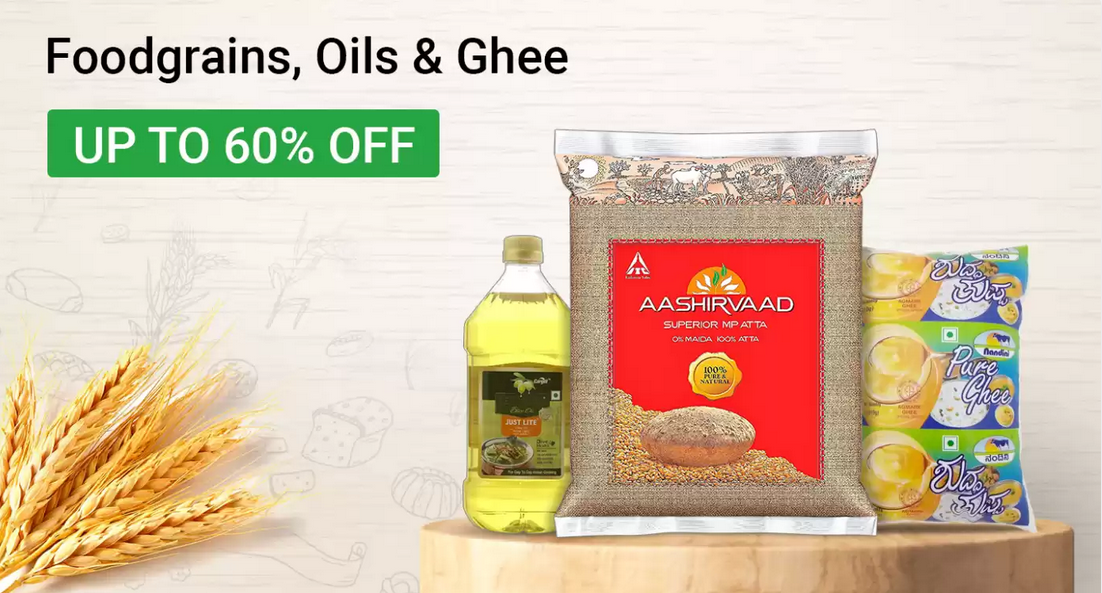 Foodgrains, Oils & Ghee
UP TO 60% OFF
ITC
AASHIRVAAD
SUPERIOR MP ATTA
0% MAIDA 100% ATTA
100%
PURE &
NATURAL
JUST LITE
ನಂದಿನಿ
ಶುದ್ಧ
ತುಪ್ಪ
Nandini
Pure
Ghee
ನಂದಿನಿ
ಶುದ್ಧ
ತುಪ್ಪ